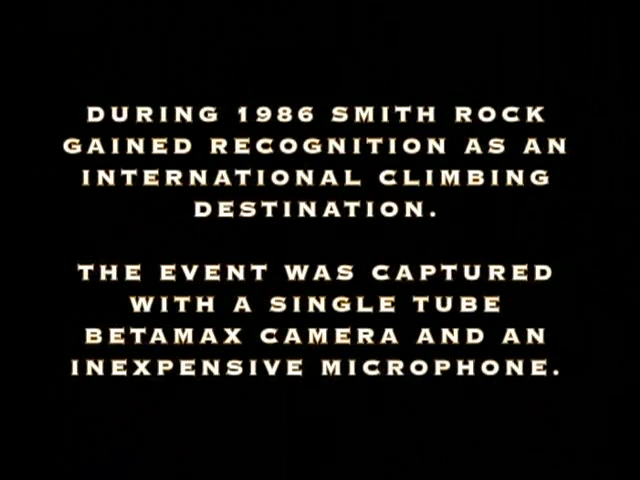 DURING 1986 SMITH ROCK
GAINED RECOGNITION AS AN
INTERNATIONAL CLIMBING
DESTINATION.
THE EVENT WAS CAPTURED
WITH A SINGLE TUBE
BETAMAX CAMERA AND AN
INEXPENSIVE MICROPHONE.